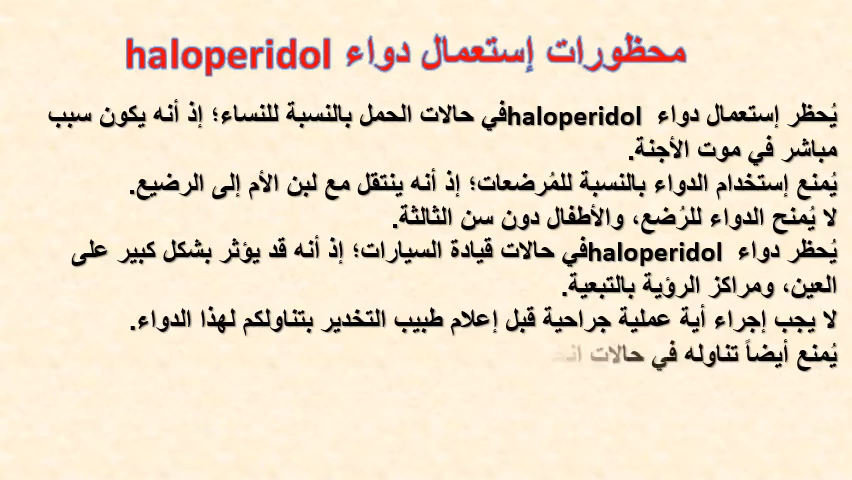 محظورات إستعمال دواء haloperidol
يُحظر إستعمال دواء haloperidolفي حالات الحمل بالنسبة للنساء؛ إذ أنه يكون سبب
مباشر في موت الأجنة.
يُمنع إستخدام الدواء بالنسبة للمُرضعات؛ إذ أنه ينتقل مع لبن الأم إلى الرضيع.
لا يُمنح الدواء للرُضع، والأطفال دون سن الثالثة.
يُحظر دواء haloperidolفي حالات قيادة السيارات؛ إذ أنه قد يؤثر بشكل كبير على
العين، ومراكز الرؤية بالتبعية.
لا يجب إجراء أية عملية جراحية قبل إعلام طبيب التخدير بتناولكم لهذا الدواء.
يُمنع أيضاً تناوله في حالات